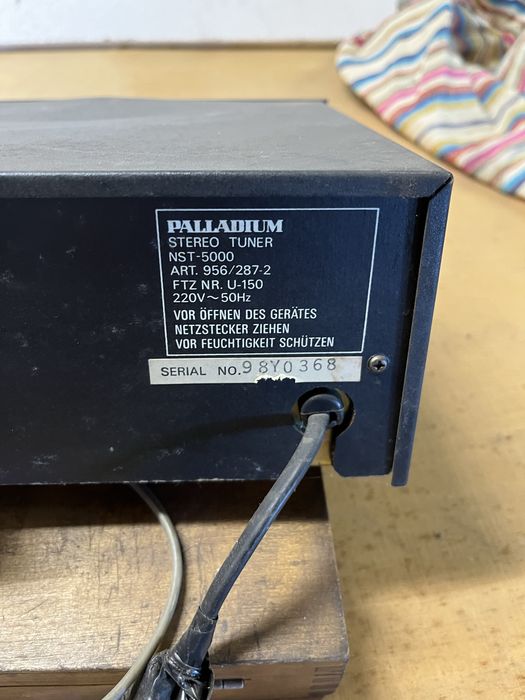 PALLADIUM
STEREO TUNER
NST-5000
ART. 956/287-2
FTZ NR. U-150
220V~50Hz
VOR ÖFFNEN DES GERÄTES
NETZSTECKER ZIEHEN
VOR FEUCHTIGKEIT SCHÜTZEN
SERIAL NO. 98Y0368